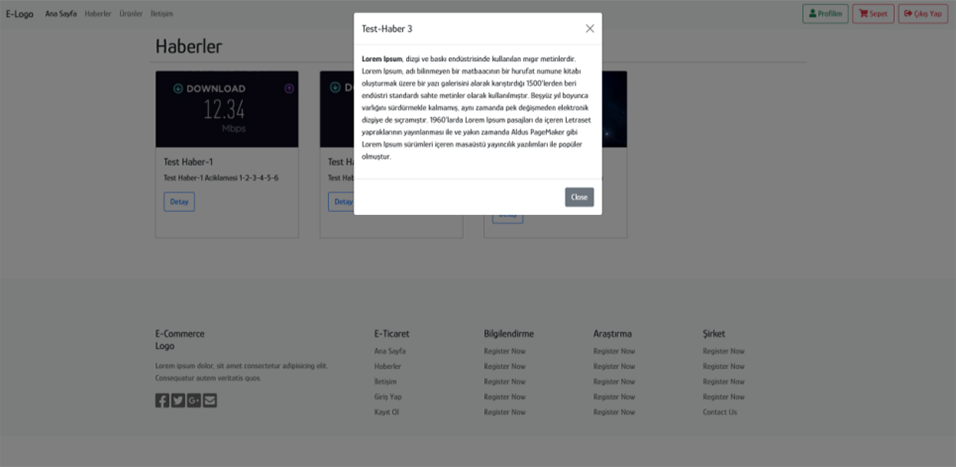 E-Logo Ana Sayfa Haberler Ürünler İletişim Profilim Sepet Çıkış Yap
Haberler
Test-Haber 3
Lorem Ipsum, dizgi ve baskı endüstrisinde kullanılan mıgır metinlerdir.
Lorem Ipsum, adı bilinmeyen bir matbaacının bir hurufat numune kitabı
oluşturmak üzere bir yazı galerisini alarak karıştırdığı 1500'lerden beri
endüstri standardı sahte metinler olarak kullanılmıştır. Beşyüz yıl boyunca
varlığını sürdürmekle kalmamış, aynı zamanda pek değişmeden elektronik
dizgiye de sıçramıştır. 1960'larda Lorem Ipsum pasajları da içeren Letraset
yapraklarının yayınlanması ile ve yakın zamanda Aldus PageMaker gibi
Lorem Ipsum sürümleri içeren masaüstü yayıncılık yazılımları ile popüler
olmuştur.
Close
DOWNLOAD
12.34
Mbps
Test Haber-1
Test Haber-1 Aciklamasi 1-2-3-4-5-6
Detay
D
Test H
Test Hab
Detay
Detay
E-Commerce
Logo
Lorem ipsum dolor, sit amet consectetur adipisicing elit.
Consequatur autem veritatis quos.
E-Ticaret
Ana Sayfa
Haberler
İletişim
Giriş Yap
Kayıt Ol
Bilgilendirme
Register Now
Register Now
Register Now
Register Now
Register Now
Araştırma
Register Now
Register Now
Register Now
Register Now
Register Now
Şirket
Register Now
Register Now
Register Now
Register Now
Contact Us